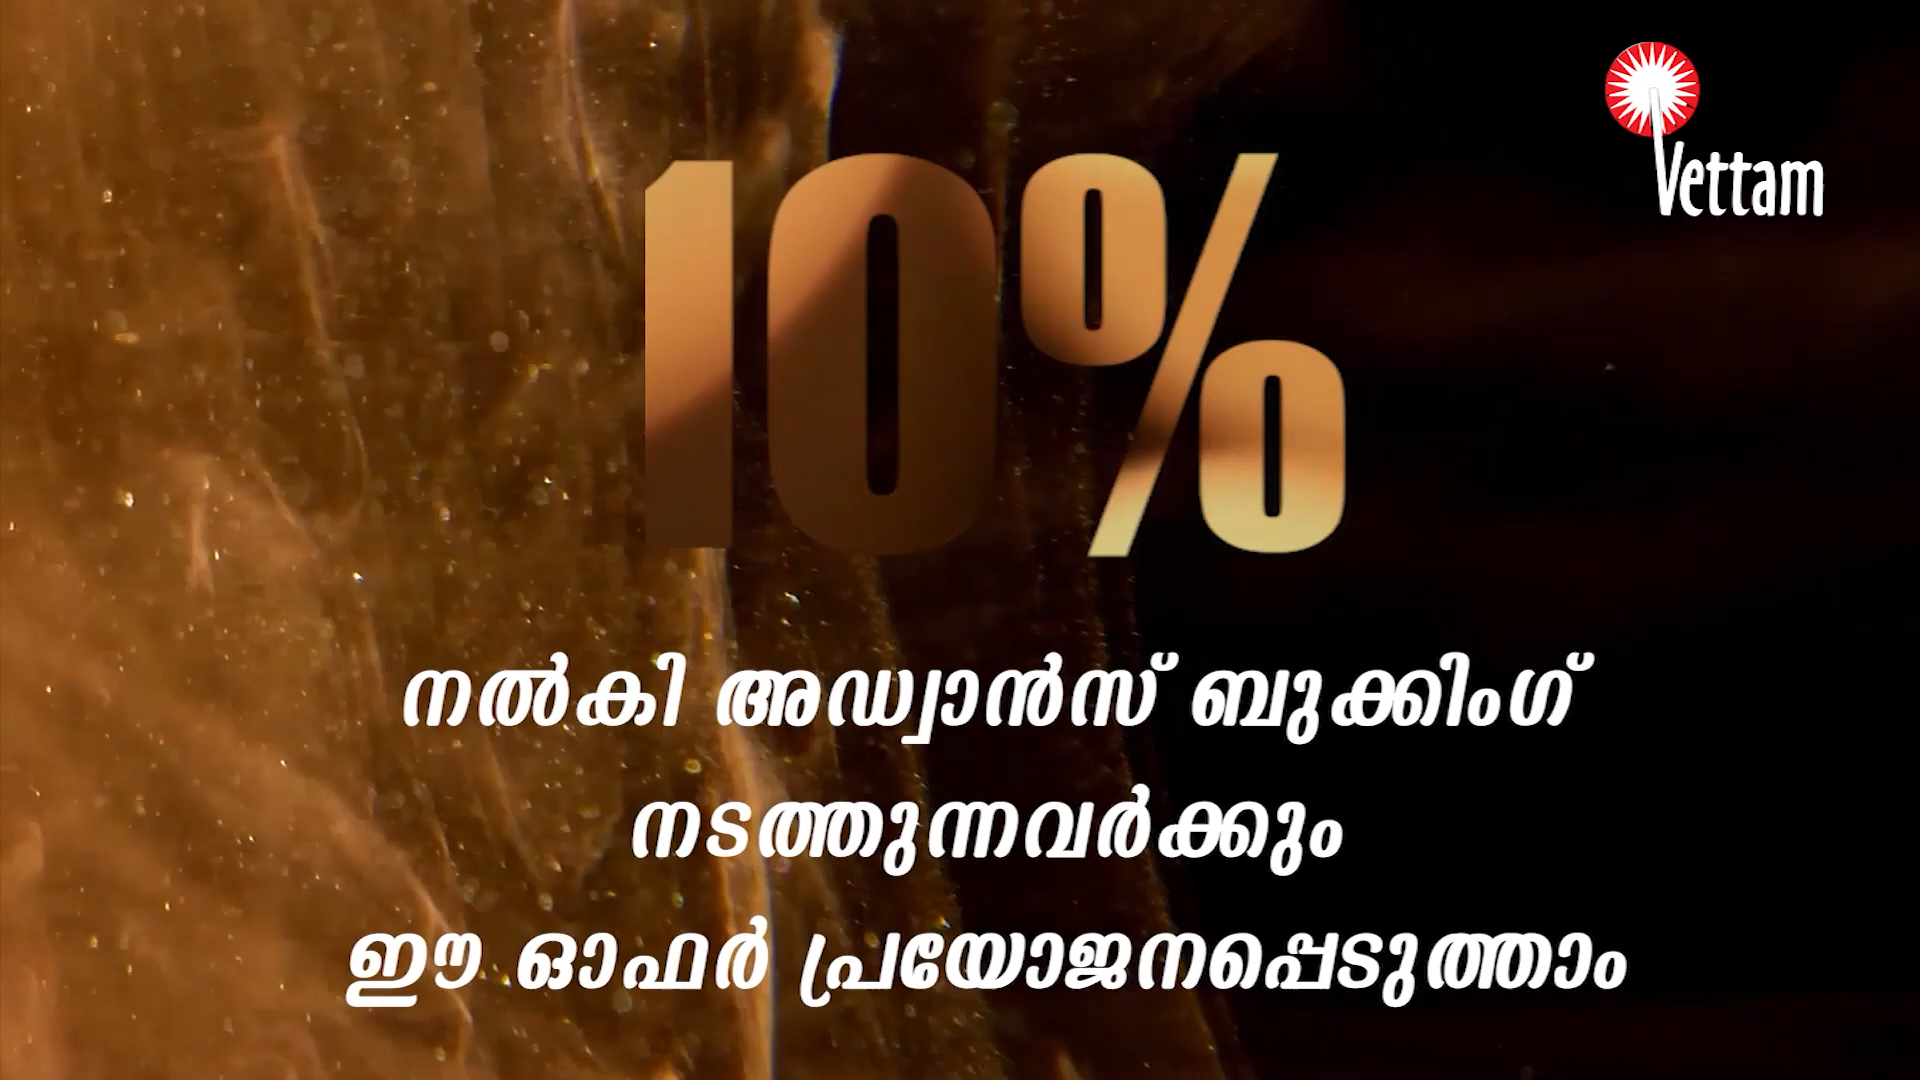 Vettam
10%
നൽകി അഡ്വാൻസ് ബുക്കിംഗ്
നടത്തുന്നവർക്കും
ഈ ഓഫർ പ്രയോജനപ്പെടുത്താം